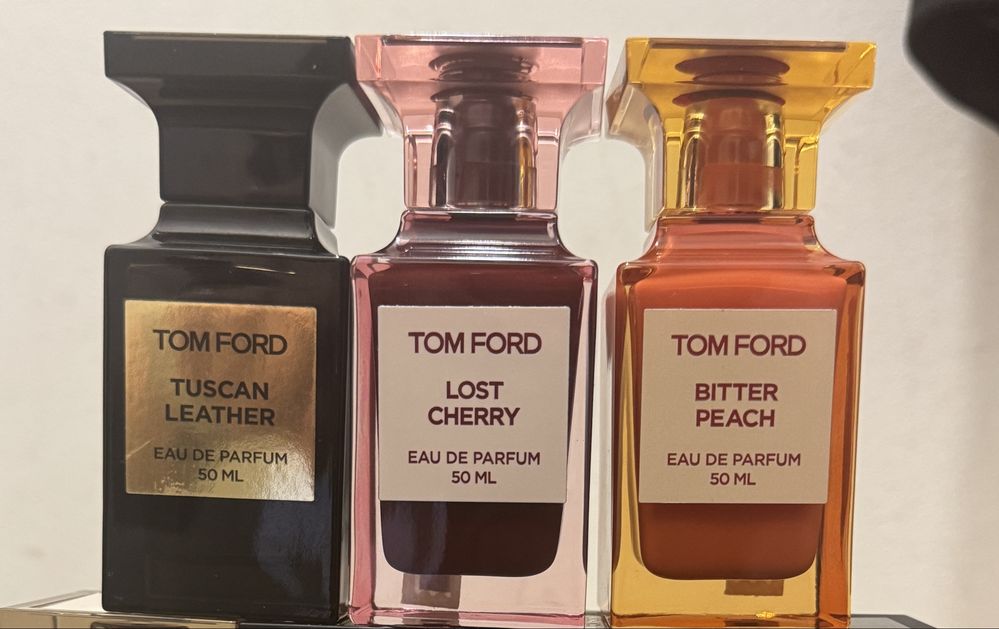 TOM FORD
TUSCAN
LEATHER
EAU DE PARFUM
50 ML
TOM FORD
LOST
CHERRY
EAU DE PARFUM
50 ML
TOM FORD
BITTER
PEACH
EAU DE PARFUM
50 ML